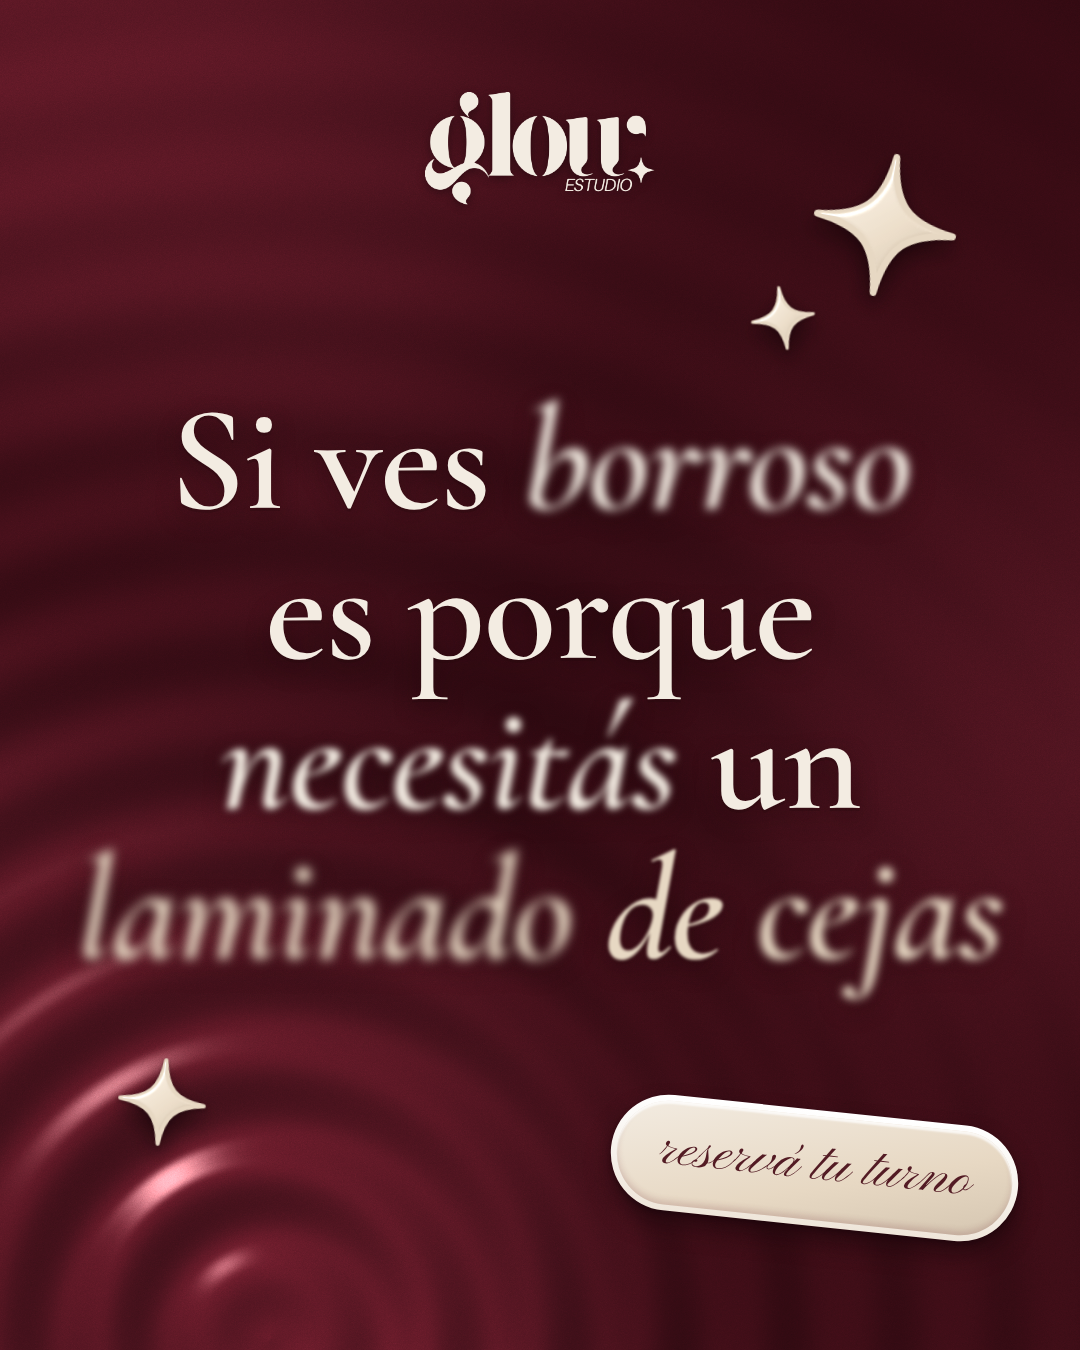 glow
ESTUDIO
Si ves borroso
es porque
necesitás un
laminado de cejas
reservá tu turno